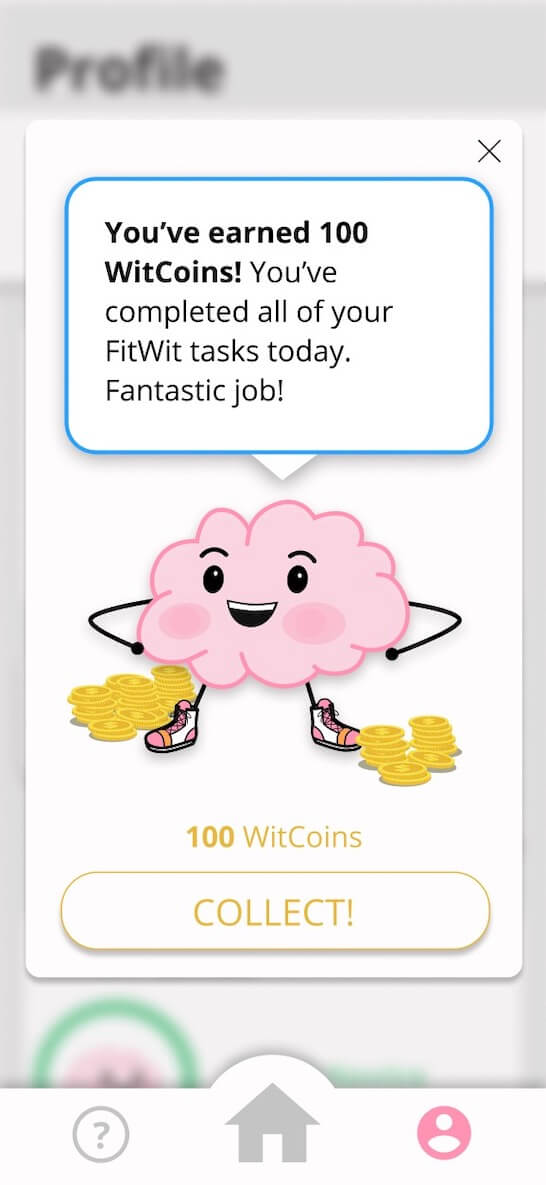 Profile
You’ve earned 100
WitCoins! You’ve
completed all of your
FitWit tasks today.
Fantastic job!
100 WitCoins
COLLECT!
?